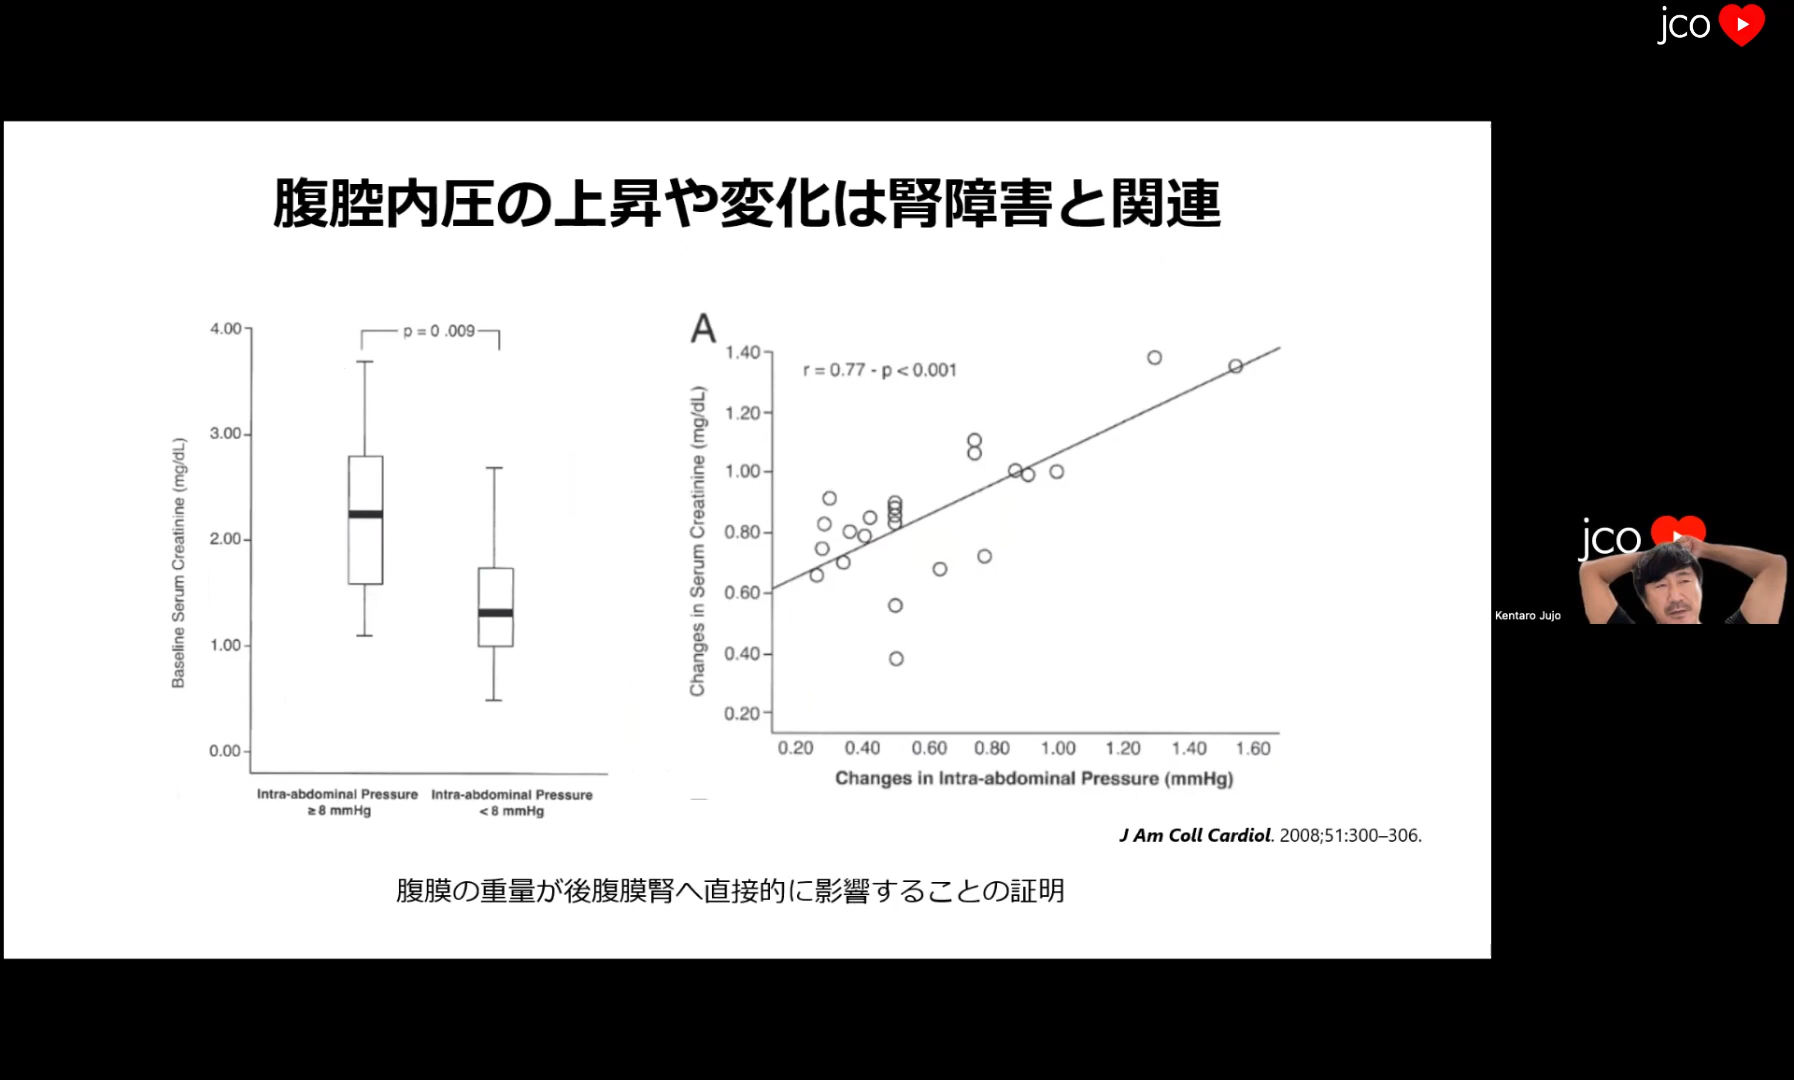 jco
腹腔内圧の上昇や変化は腎障害と関連
4.00
3.00
2.00
1.00
0.00
p = 0 .009
Baseline Serum Creatinine (mg/dL)
Intra-abdominal Pressure
≥ 8 mmHg
Intra-abdominal Pressure
< 8 mmHg
A
1.40
1.20
1.00
0.80
0.60
0.40
0.20
r = 0.77 - p < 0.001
Changes in Serum Creatinine (mg/dL)
0.20 0.40 0.60 0.80 1.00 1.20 1.40 1.60
Changes in Intra-abdominal Pressure (mmHg)
J Am Coll Cardiol. 2008;51:300–306.
腹膜の重量が後腹膜腎へ直接的に影響することの証明
jco
Kentaro Jujo